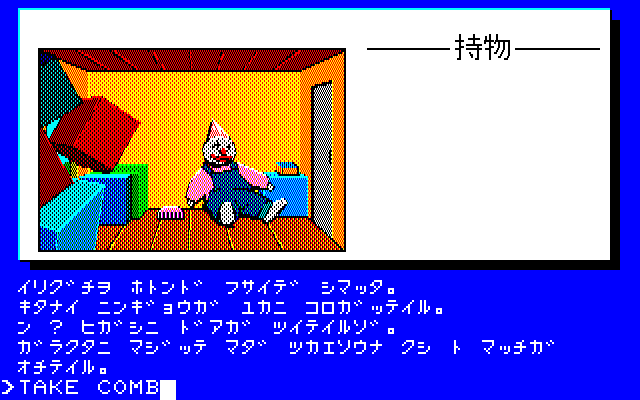 持物
イリグチヲ ホトンド フサイデ シマッタ。
キタナイ ニンギョウガ ユカニ コロガッテイル。
ン ? ヒガシニ ドアガ ツイテイルゾ。
ガラクタニ マジッテ マダ ツカエソウナ クシ ト マッチガ
オチテイル。
>TAKE COMB